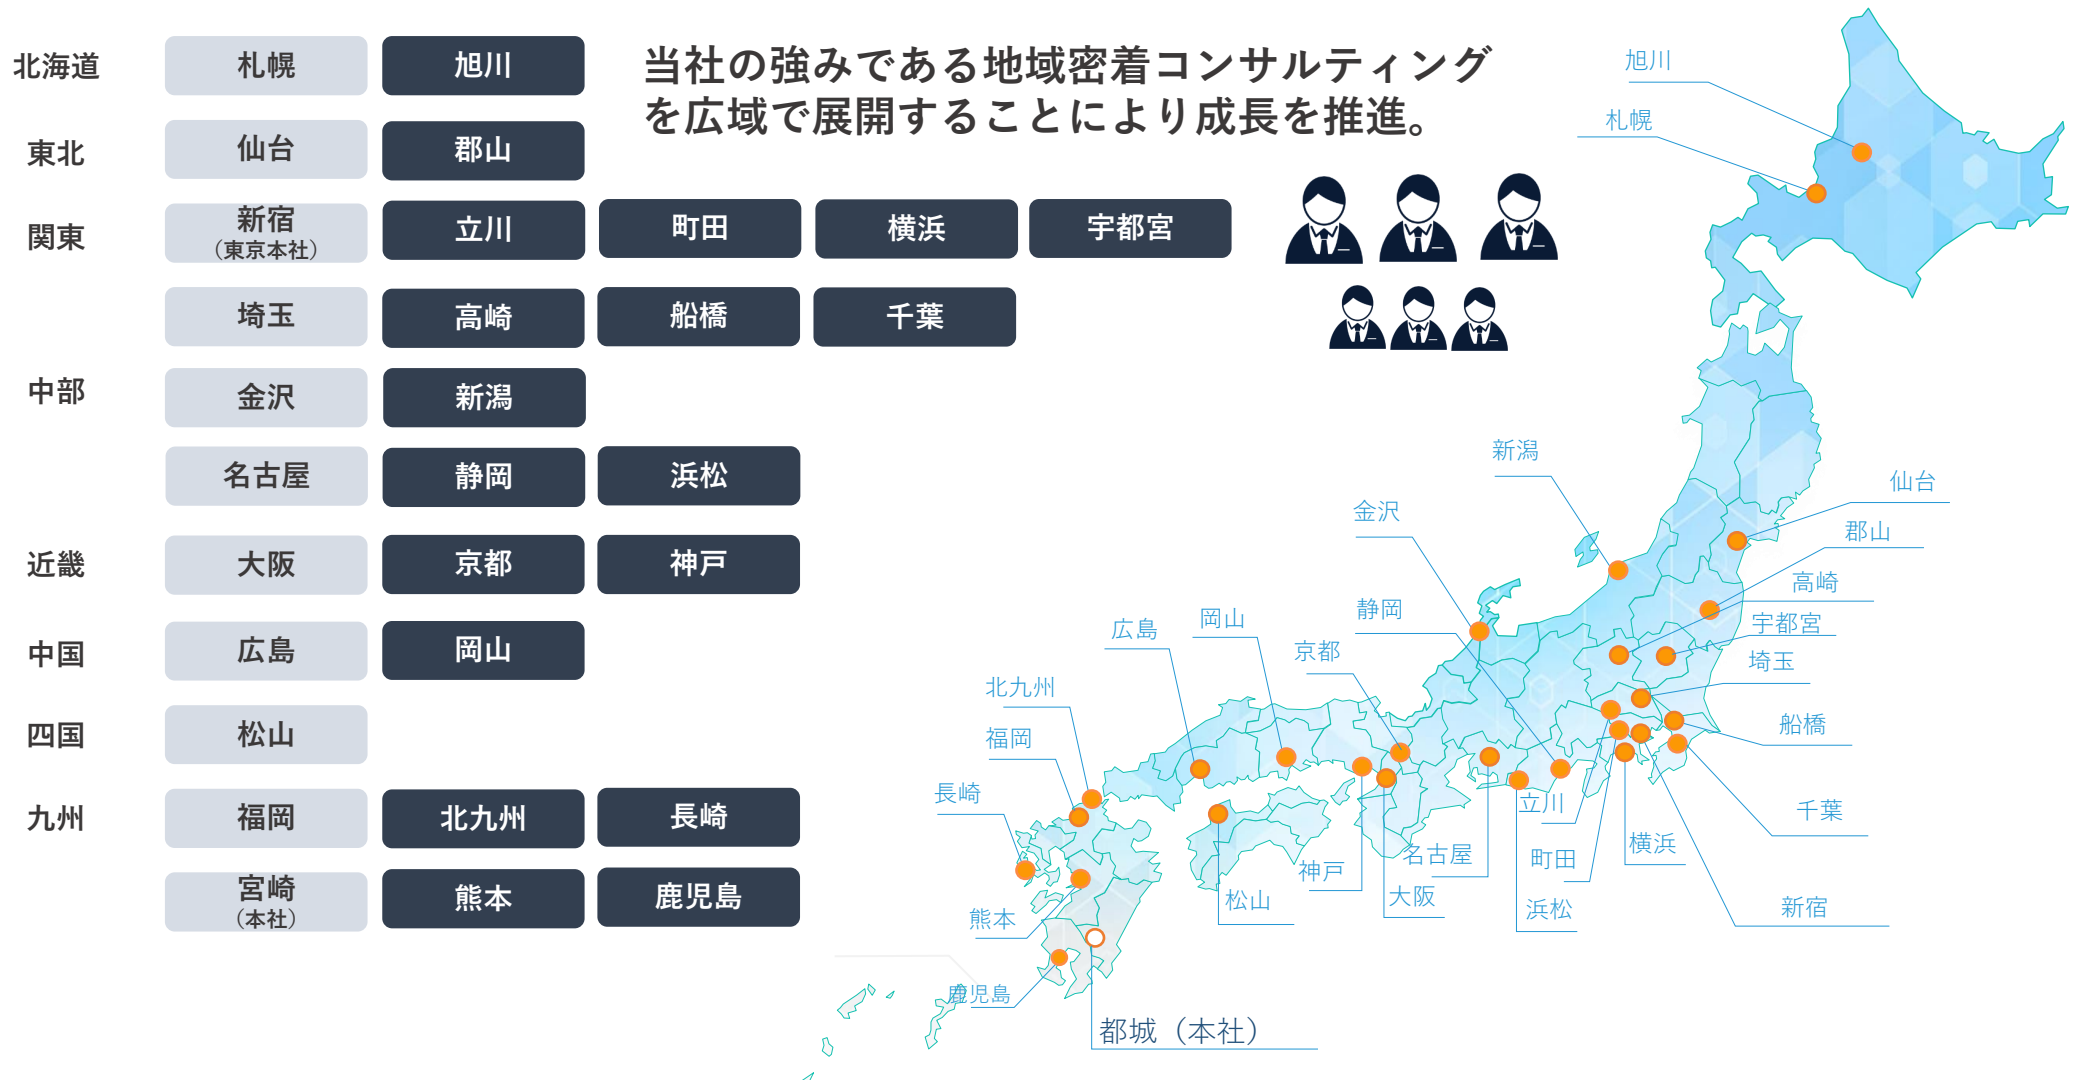 当社の強みである地域密着コンサルティング
を広域で展開することにより成長を推進。
北海道
札幌
旭川
東北
仙台
郡山
関東
新宿
（東京本社）
立川
町田
横浜
宇都宮
埼玉
高崎
船橋
千葉
中部
金沢
新潟
名古屋
静岡
浜松
近畿
大阪
京都
神戸
中国
広島
岡山
四国
松山
九州
福岡
北九州
長崎
宮崎
（本社）
熊本
鹿児島
旭川
札幌
新潟
仙台
金沢
郡山
高崎
静岡
岡山
広島
宇都宮
京都
埼玉
北九州
船橋
福岡
長崎
立川
千葉
横浜
名古屋
町田
神戸
大阪
松山
浜松
新宿
熊本
鹿児島
都城（本社）